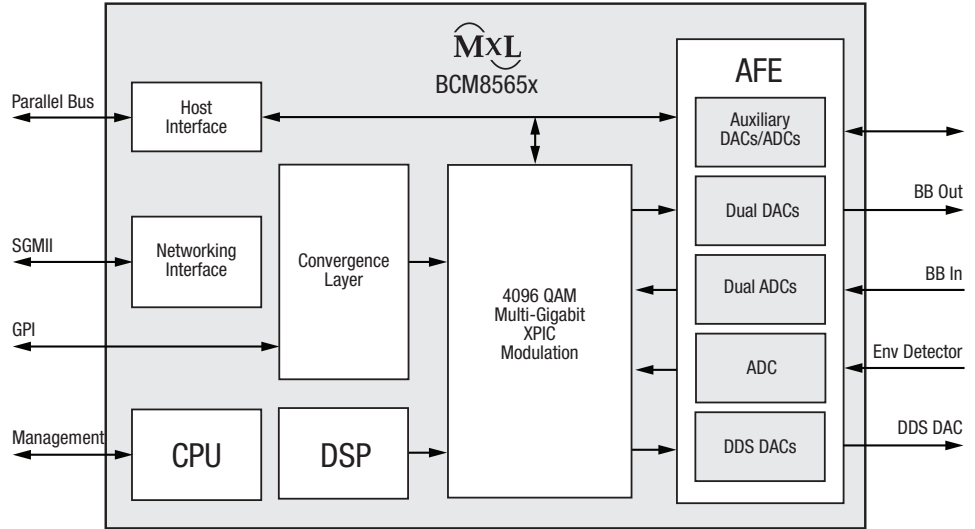 MxL
BCM8565x
AFE
Parallel Bus
Host
Interface
Auxiliary
DACs/ADCs
Dual DACs
BB Out
SGMII
Networking
Interface
Convergence
Layer
4096 QAM
Multi-Gigabit
XPIC
Modulation
Dual ADCs
BB In
GPI
ADC
Env Detector
Management
CPU
DSP
DDS DACs
DDS DAC